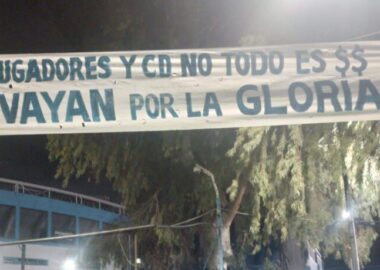 UGADORES Y CD NO TODO ES $$
VAYAN POR LA GLORIA